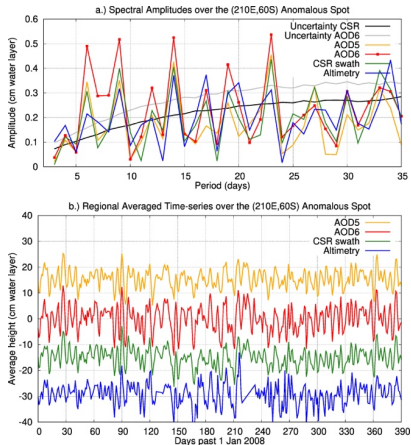 a.) Spectral Amplitudes over the (210E,60S) Anomalous Spot
Amplitude (cm water layer)
0.6
0.5
0.4
0.3
0.2
0.1
0
Uncertainty CSR
Uncertainty AOD6
AOD5
AOD6
CSR swath
Altimetry
5 10 15 20 25 30 35
Period (days)
b.) Regional Averaged Time-series over the (210E,60S) Anomalous Spot
Average height (cm water layer)
40
30
20
10
0
-10
-20
-30
-40
AOD5
AOD6
CSR swath
Altimetry
0 30 60 90 120 150 180 210 240 270 300 330 360 390
Days past 1 Jan 2008